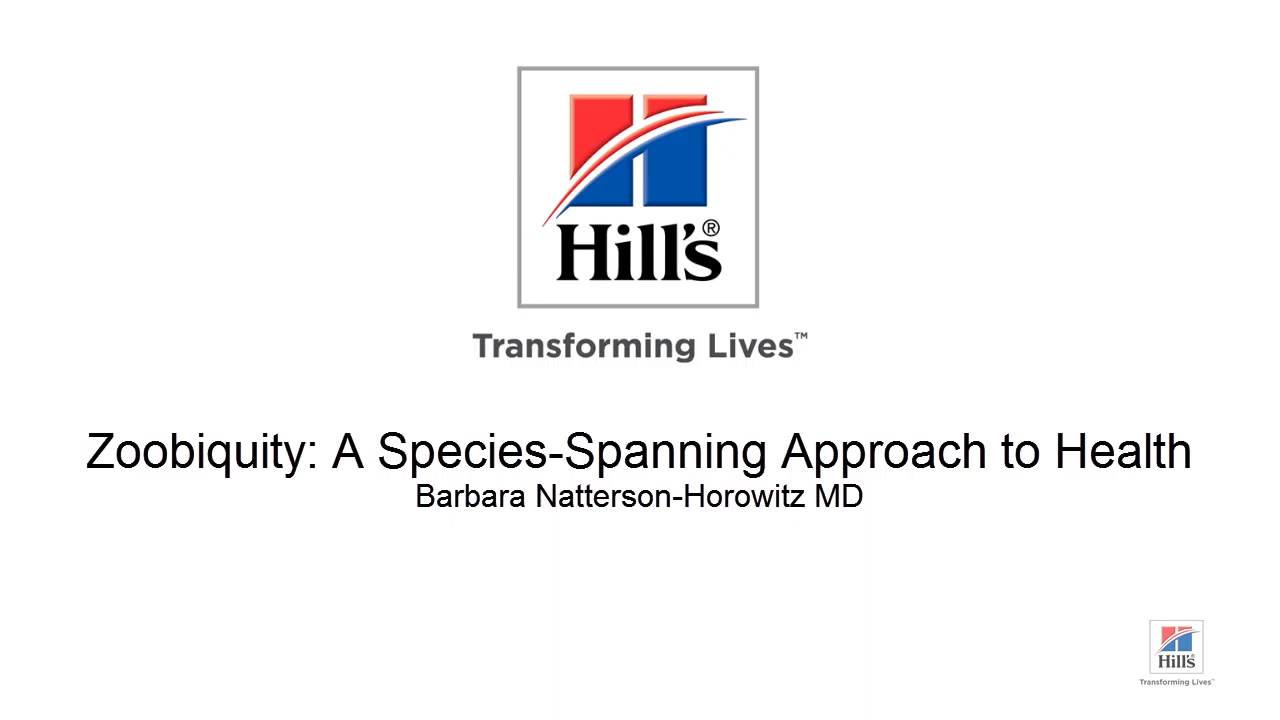 Hill's®
Transforming Lives™
Zoobiquity: A Species-Spanning Approach to Health
Barbara Natterson-Horowitz MD
Hill's®
Transforming Lives™